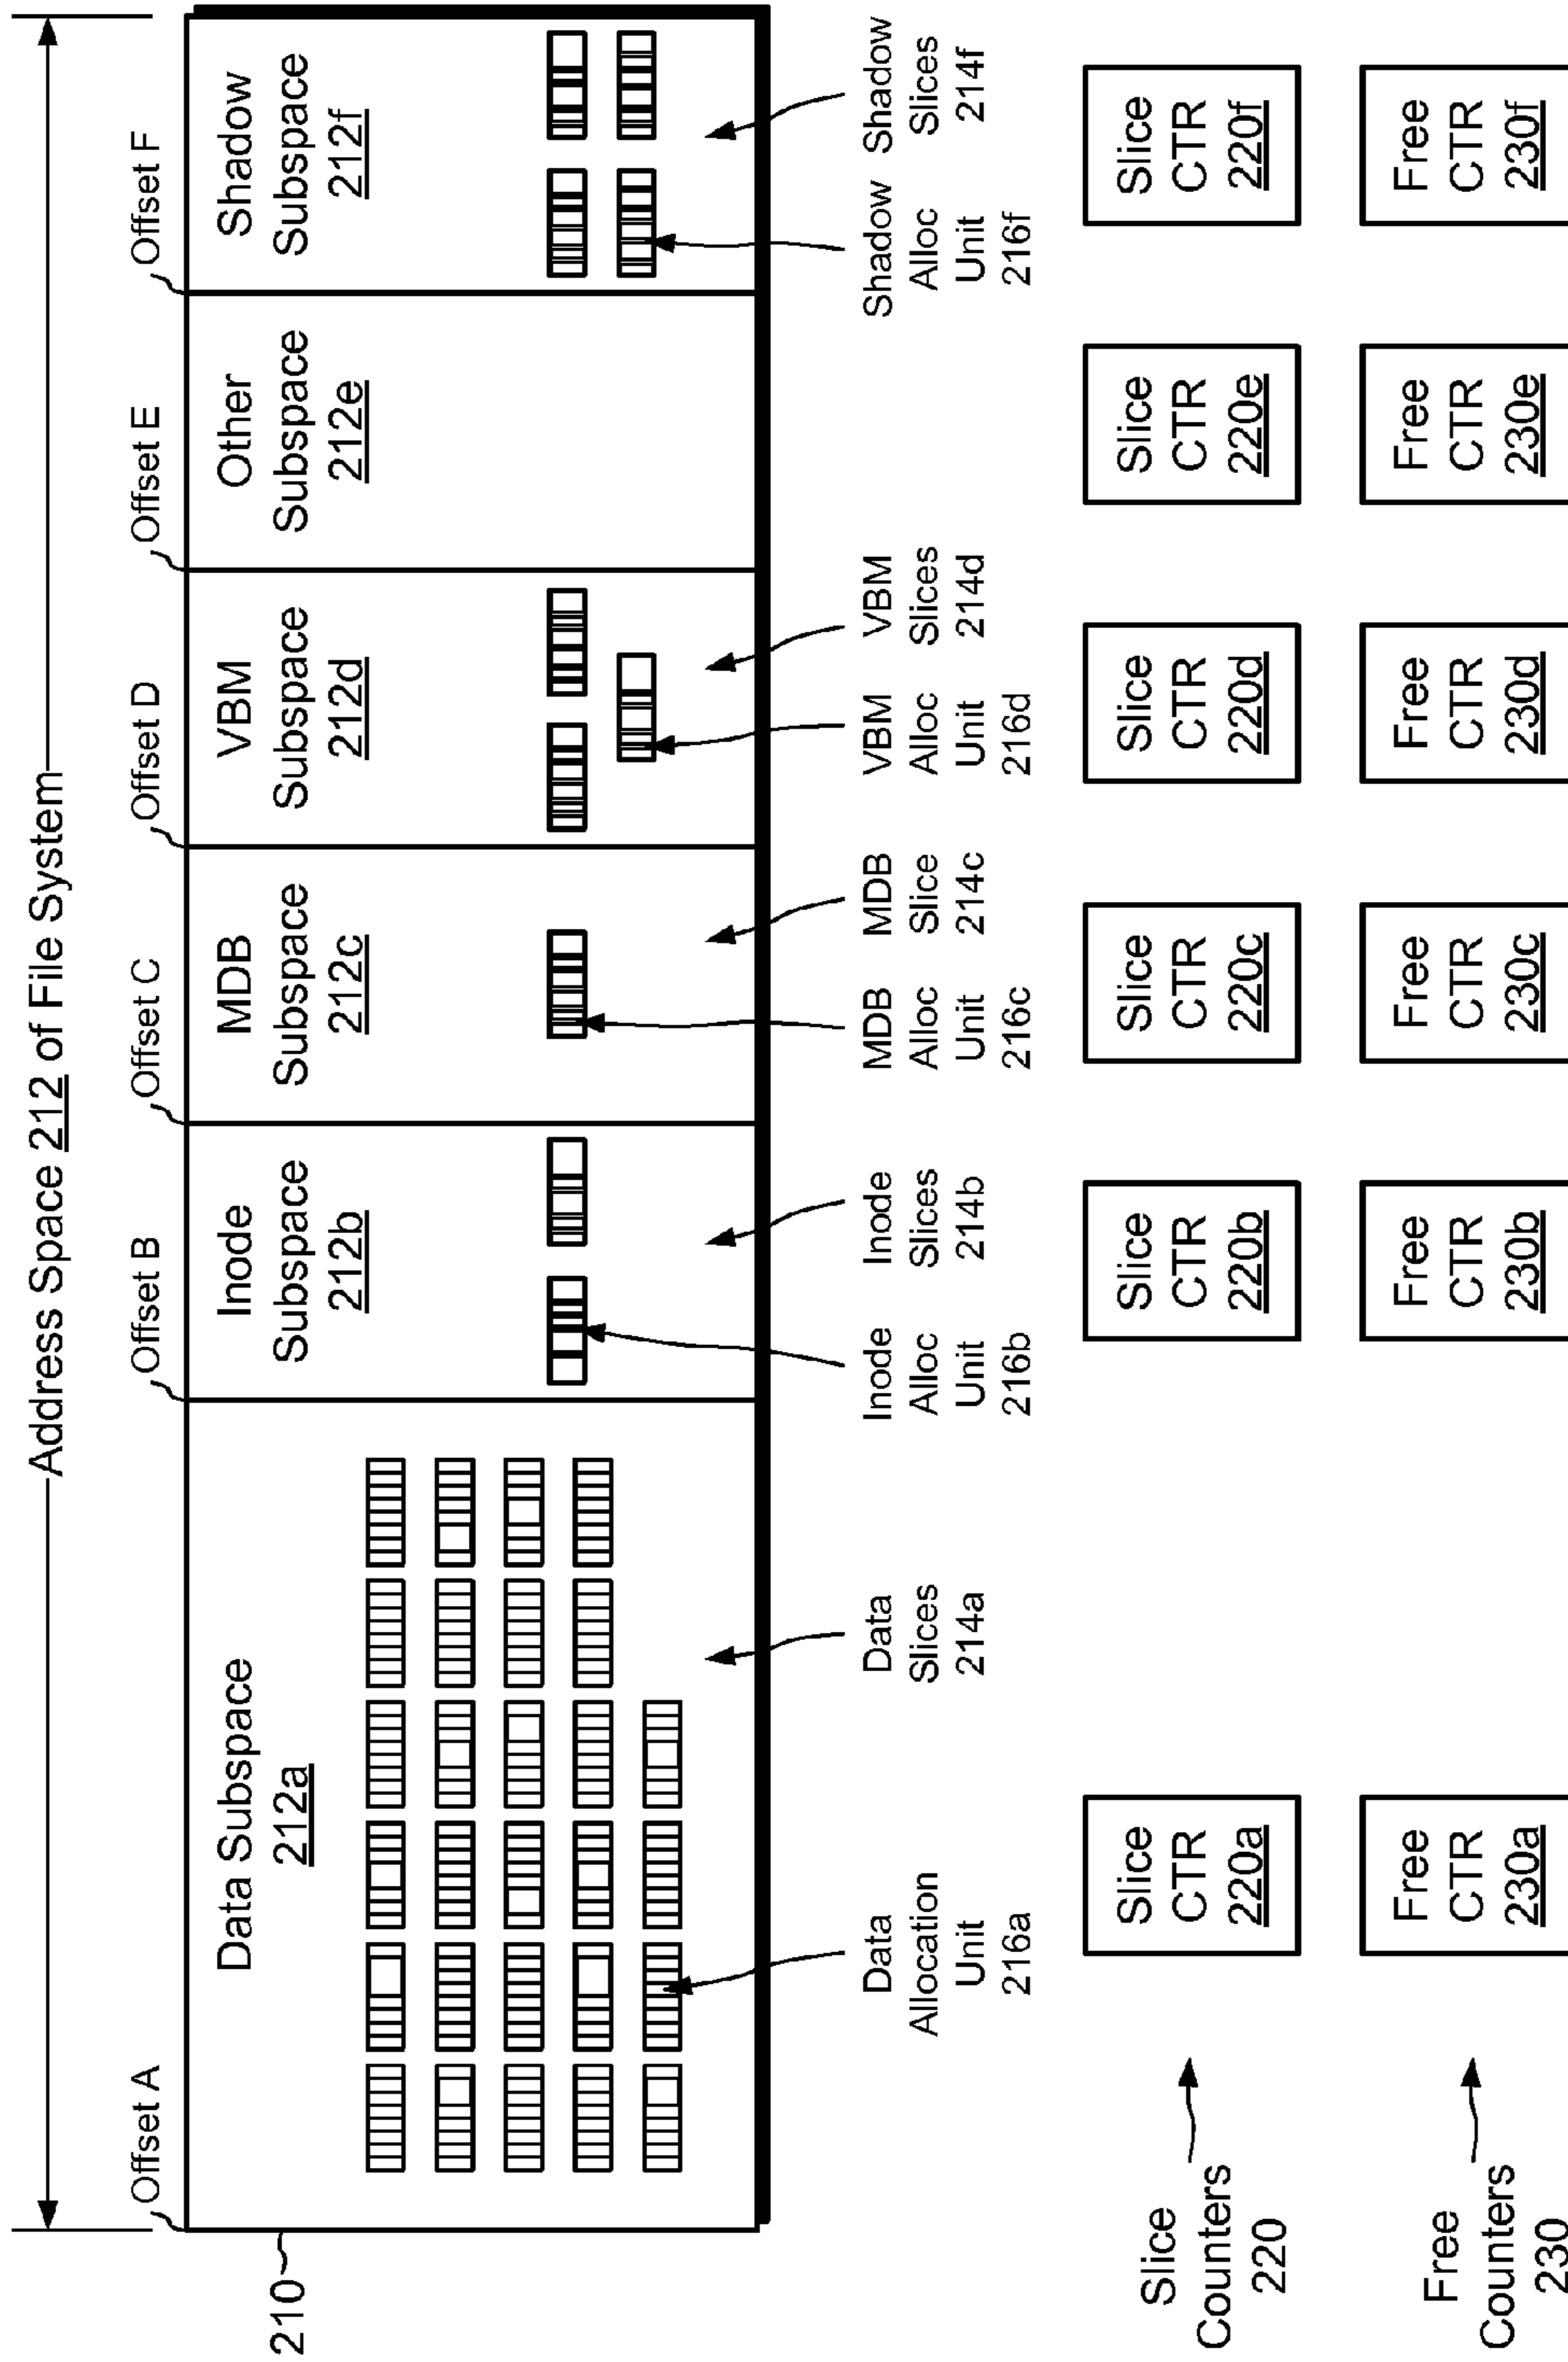 Address Space 212 of File System
Offset A
Offset B
Offset C
Offset D
Offset E
Offset F
210
Data Subspace
212a
Inode
Subspace
212b
MDB
Subspace
212c
VBM
Subspace
212d
Other
Subspace
212e
Shadow
Subspace
212f
Data
Allocation
Unit
216a
Data
Slices
214a
Inode
Alloc
Unit
216b
Inode
Slices
214b
MDB
Alloc
Unit
216c
MDB
Slice
214c
VBM
Alloc
Unit
216d
VBM
Slices
214d
Shadow
Alloc
Unit
216f
Shadow
Slices
214f
Slice
Counters
220
Slice
CTR
220a
Slice
CTR
220b
Slice
CTR
220c
Slice
CTR
220d
Slice
CTR
220e
Slice
CTR
220f
Free
Counters
230
Free
CTR
230a
Free
CTR
230b
Free
CTR
230c
Free
CTR
230d
Free
CTR
230e
Free
CTR
230f